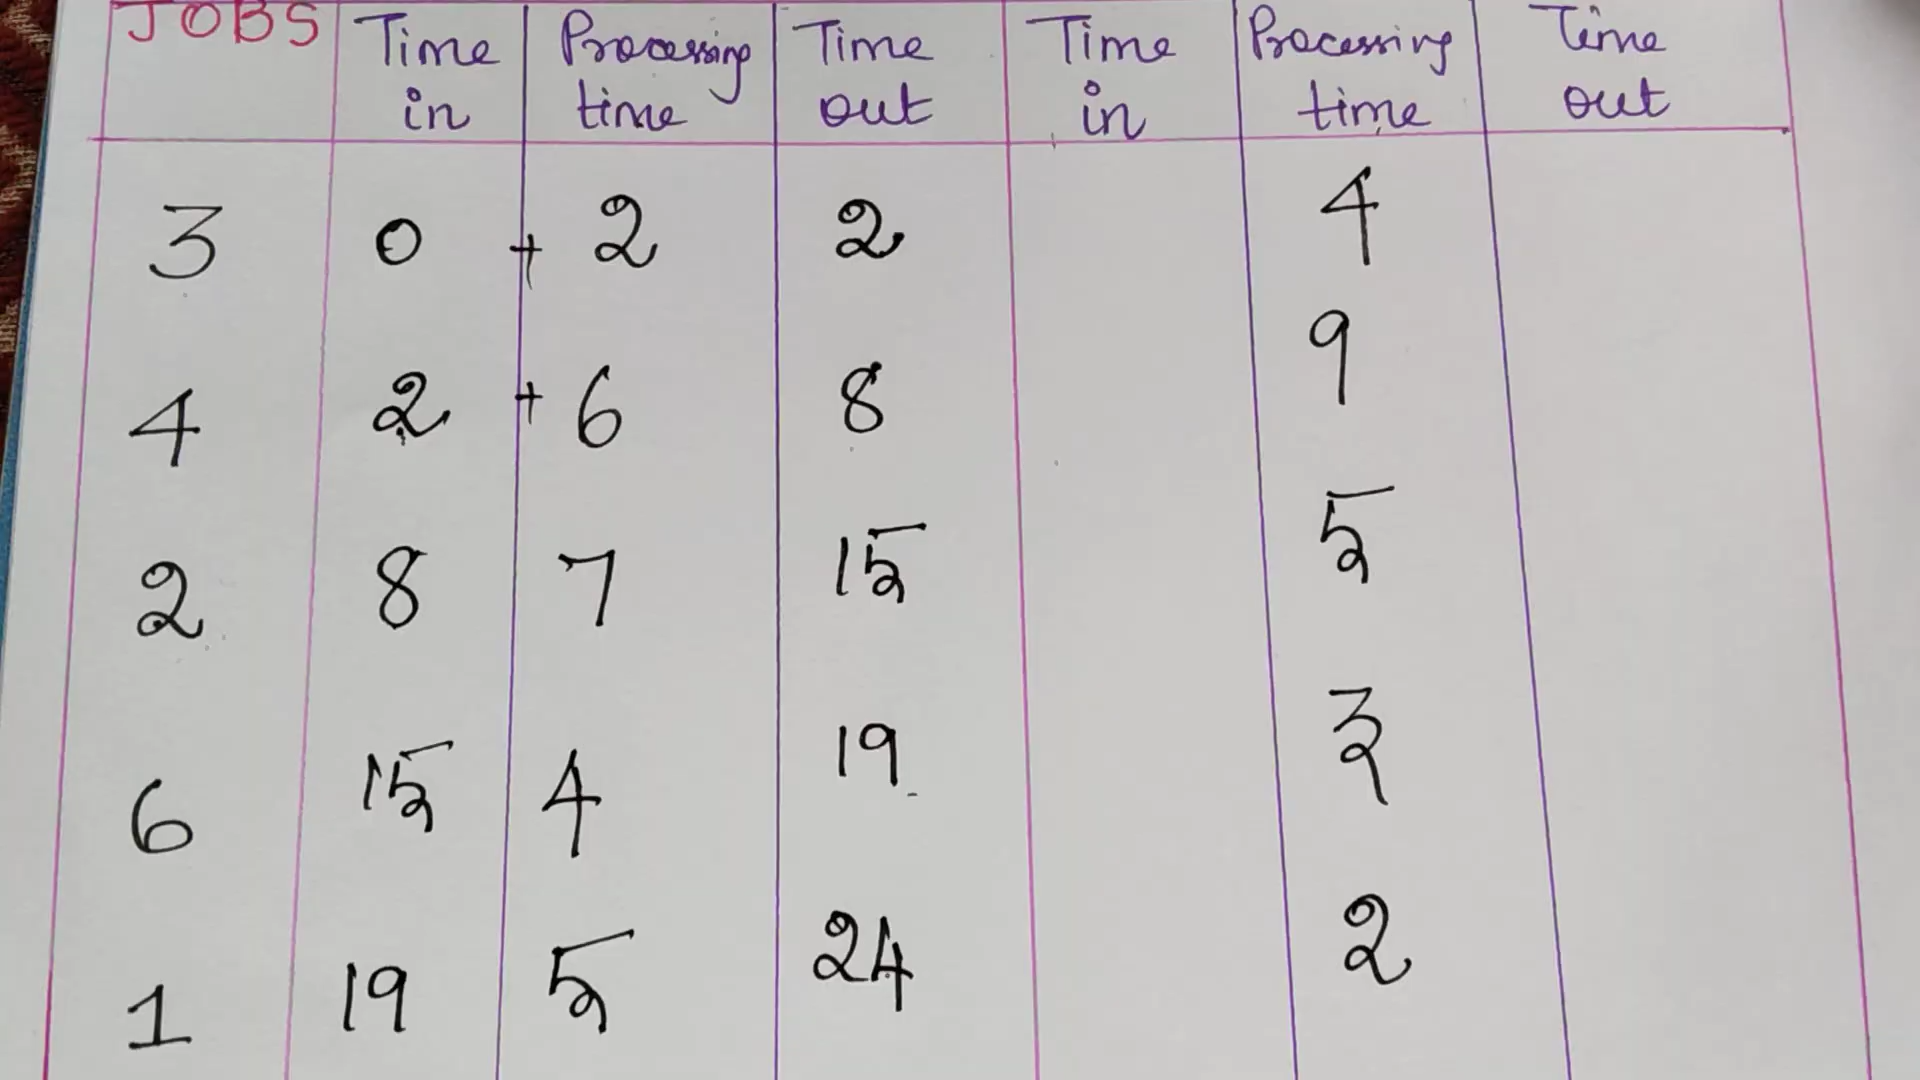 JOBS Time in Processing time Time out Time in Processing time Time out
3 0 + 2 2 4
4 2 + 6 8 9
2 8 7 15 5
6 15 4 19 3
1 19 5 24 2